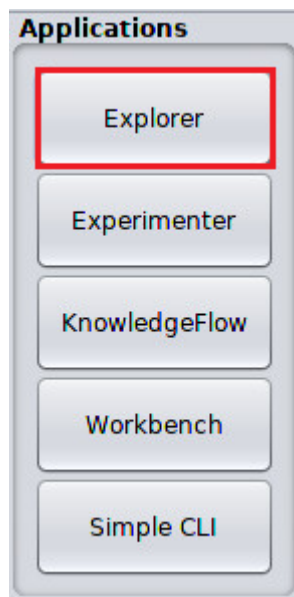 Applications
Explorer
Experimenter
KnowledgeFlow
Workbench
Simple CLI